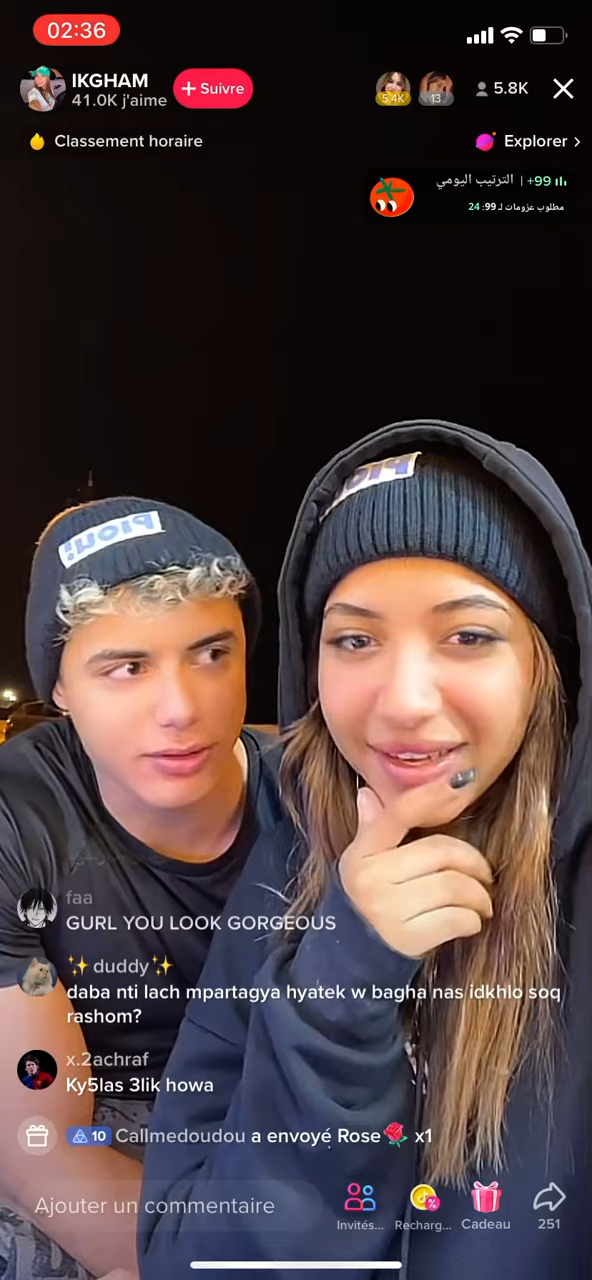 02:36
IKGHAM
41.0K j'aime
+ Suivre
5.4K
13
5.8K
Classement horaire
Explorer >
الترتيب اليومي | +99
مطلوب عزومات لـ 99: 24
Piou!
faa
GURL YOU LOOK GORGEOUS
✨duddy✨
daba nti lach mpartagya hyatek w bagha nas idkhlo soq
rashom?
x.2achraf
Ky5las 3lik howa
10 Callmedoudou a envoyé Rose🌹 x1
Ajouter un commentaire
Invités...
Recharg...
Cadeau
251